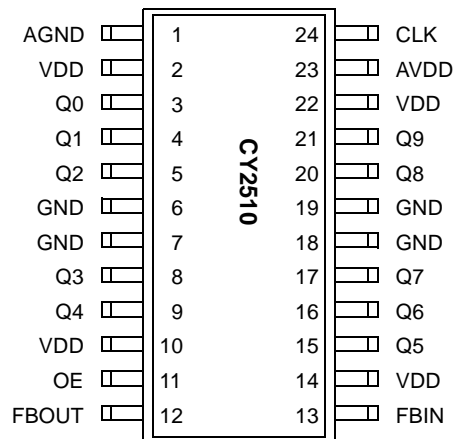 AGND 1 24 CLK
VDD 2 23 AVDD
Q0 3 22 VDD
Q1 4 21 Q9
Q2 5 20 Q8
GND 6 19 GND
GND 7 18 GND
Q3 8 17 Q7
Q4 9 16 Q6
VDD 10 15 Q5
OE 11 14 VDD
FBOUT 12 13 FBIN
CY2510